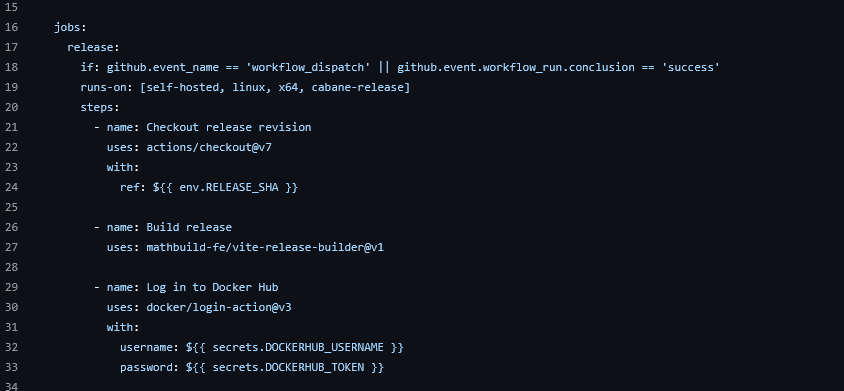 15
16 jobs:
17 release:
18 if: github.event_name == 'workflow_dispatch' || github.event.workflow_run.conclusion == 'success'
19 runs-on: [self-hosted, linux, x64, cabane-release]
20 steps:
21 - name: Checkout release revision
22 uses: actions/checkout@v7
23 with:
24 ref: ${{ env.RELEASE_SHA }}
25
26 - name: Build release
27 uses: mathbuild-fe/vite-release-builder@v1
28
29 - name: Log in to Docker Hub
30 uses: docker/login-action@v3
31 with:
32 username: ${{ secrets.DOCKERHUB_USERNAME }}
33 password: ${{ secrets.DOCKERHUB_TOKEN }}
34